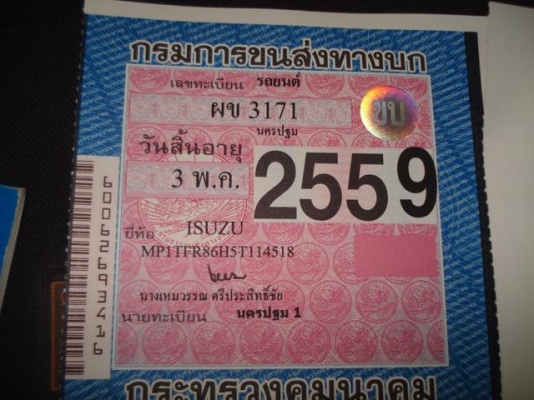 กรมการขนส่งทางบก
เลขทะเบียน รถยนต์
ผข 3171
ขบ
นครปฐม
วันสิ้นอายุ
3 พ.ค. 2559
ยี่ห้อ ISUZU
MP1TFR86H5T114518
นางเหมวรรณ ตรีประสิทธิ์ชัย
นายทะเบียน นครปฐม 1
กระทรวงคมนาคม